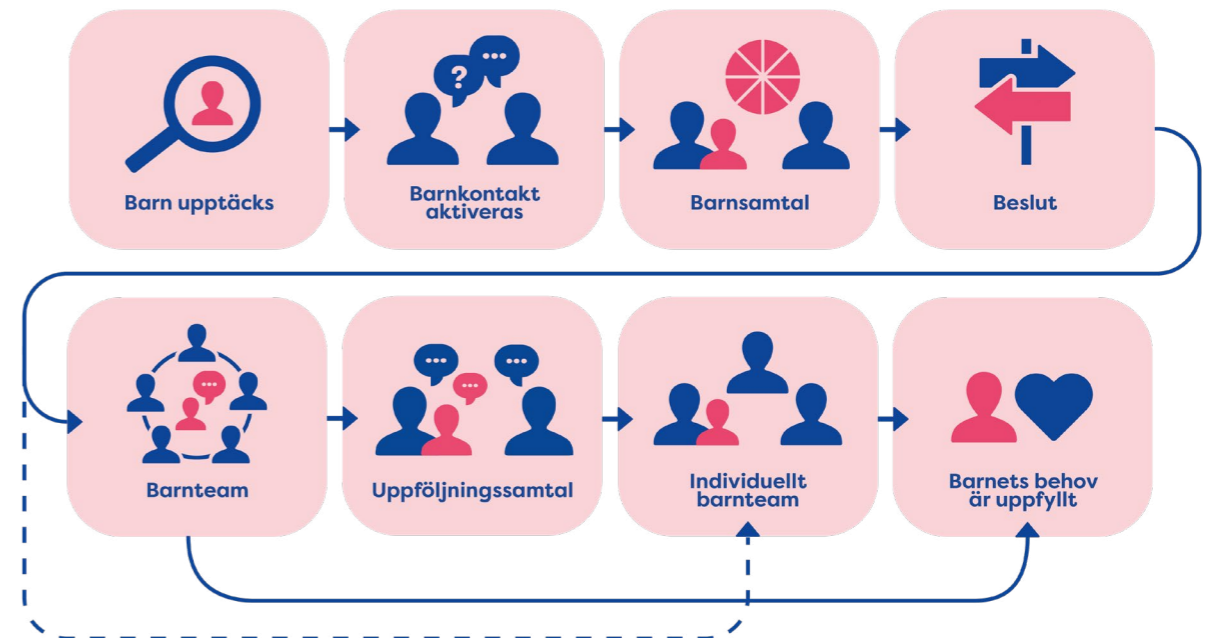 ?
Barn upptäcks
Barnkontakt
aktiveras
Barnsamtal
Beslut
Barnteam
Uppföljningssamtal
Individuellt
barnteam
Barnets behov
är uppfyllt